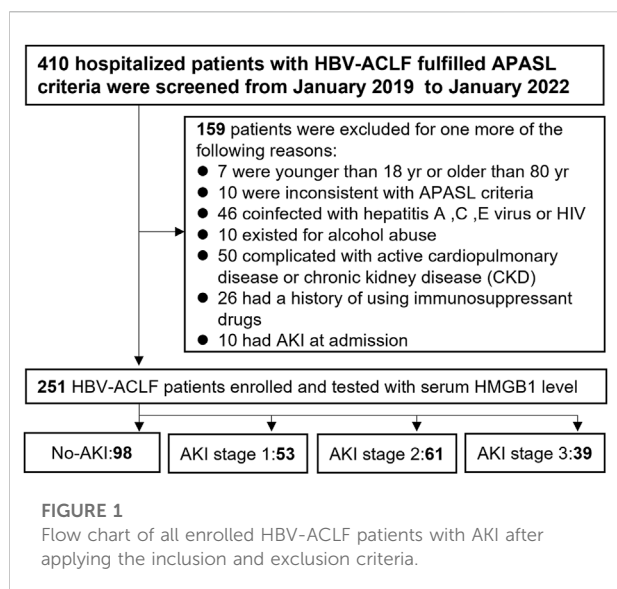 410 hospitalized patients with HBV-ACLF fulfilled APASL
criteria were screened from January 2019 to January 2022
159 patients were excluded for one more of the
following reasons:
● 7 were younger than 18 yr or older than 80 yr
● 10 were inconsistent with APASL criteria
● 46 coinfected with hepatitis A ,C ,E virus or HIV
● 10 existed for alcohol abuse
● 50 complicated with active cardiopulmonary
disease or chronic kidney disease (CKD)
● 26 had a history of using immunosuppressant
drugs
● 10 had AKI at admission
251 HBV-ACLF patients enrolled and tested with serum HMGB1 level
No-AKI:98
AKI stage 1:53
AKI stage 2:61
AKI stage 3:39
FIGURE 1
Flow chart of all enrolled HBV-ACLF patients with AKI after
applying the inclusion and exclusion criteria.